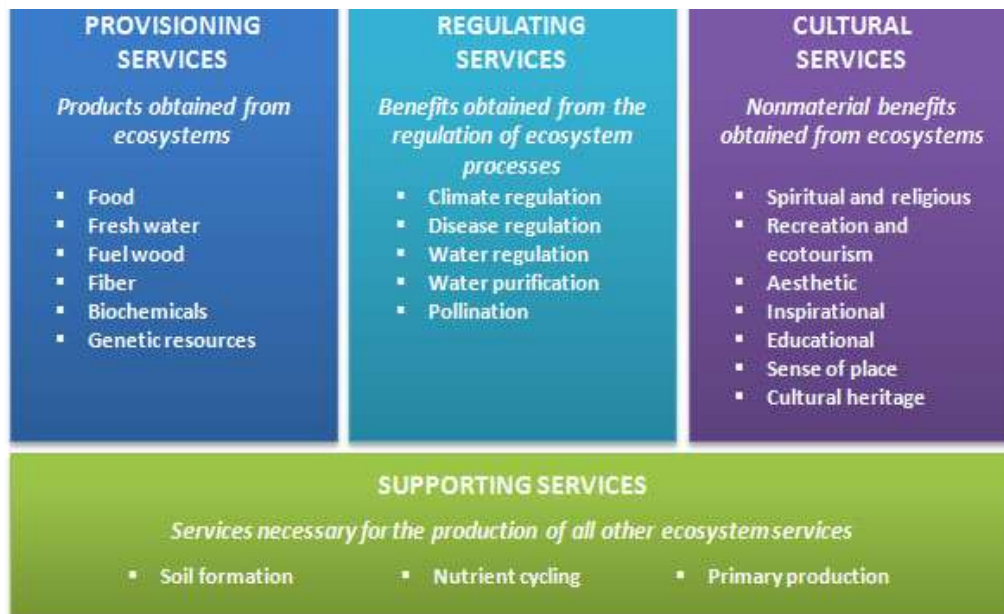 PROVISIONING
SERVICES
Products obtained from
ecosystems
▪ Food
▪ Fresh water
▪ Fuel wood
▪ Fiber
▪ Biochemicals
▪ Genetic resources
REGULATING
SERVICES
Benefits obtained from the
regulation of ecosystem
processes
▪ Climate regulation
▪ Disease regulation
▪ Water regulation
▪ Water purification
▪ Pollination
CULTURAL
SERVICES
Nonmaterial benefits
obtained from ecosystems
▪ Spiritual and religious
▪ Recreation and
ecotourism
▪ Aesthetic
▪ Inspirational
▪ Educational
▪ Sense of place
▪ Cultural heritage
SUPPORTING SERVICES
Services necessary for the production of all other ecosystem services
▪ Soil formation ▪ Nutrient cycling ▪ Primary production